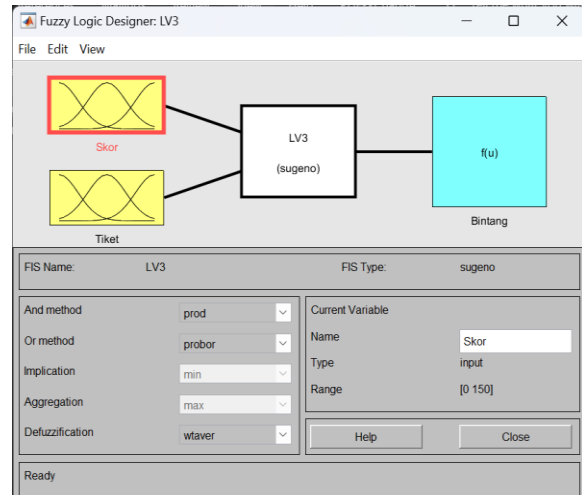 Fuzzy Logic Designer: LV3
File Edit View
Skor
LV3
(sugeno)
f(u)
Bintang
Tiket
FIS Name: LV3 FIS Type: sugeno
And method prod
Or method probor
Implication min
Aggregation max
Defuzzification wtaver
Current Variable
Name Skor
Type input
Range [0 150]
Help Close
Ready